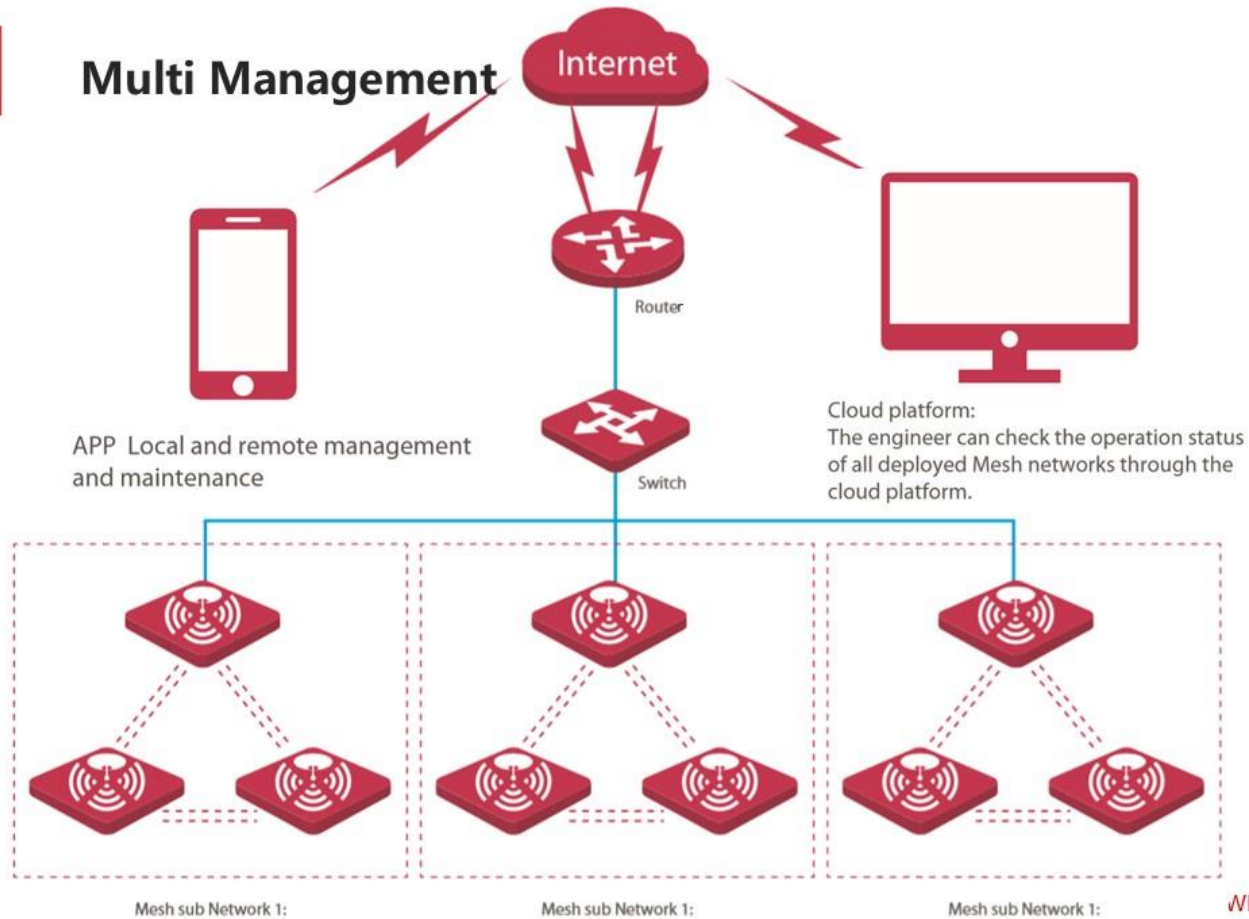 Multi Management
Internet
Router
Switch
APP Local and remote management
and maintenance
Cloud platform:
The engineer can check the operation status
of all deployed Mesh networks through the
cloud platform.
Mesh sub Network 1:
Mesh sub Network 1:
Mesh sub Network 1: